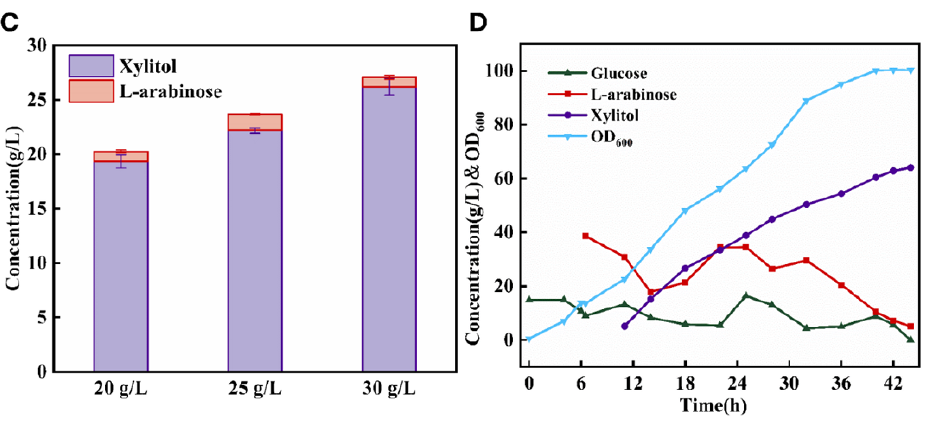 C
30
25
20
15
10
5
0
Concentration(g/L)
Xylitol
L-arabinose
20 g/L
25 g/L
30 g/L
D
100
80
60
40
20
0
Concentration(g/L) & OD600
Glucose
L-arabinose
Xylitol
OD600
0 6 12 18 24 30 36 42
Time(h)